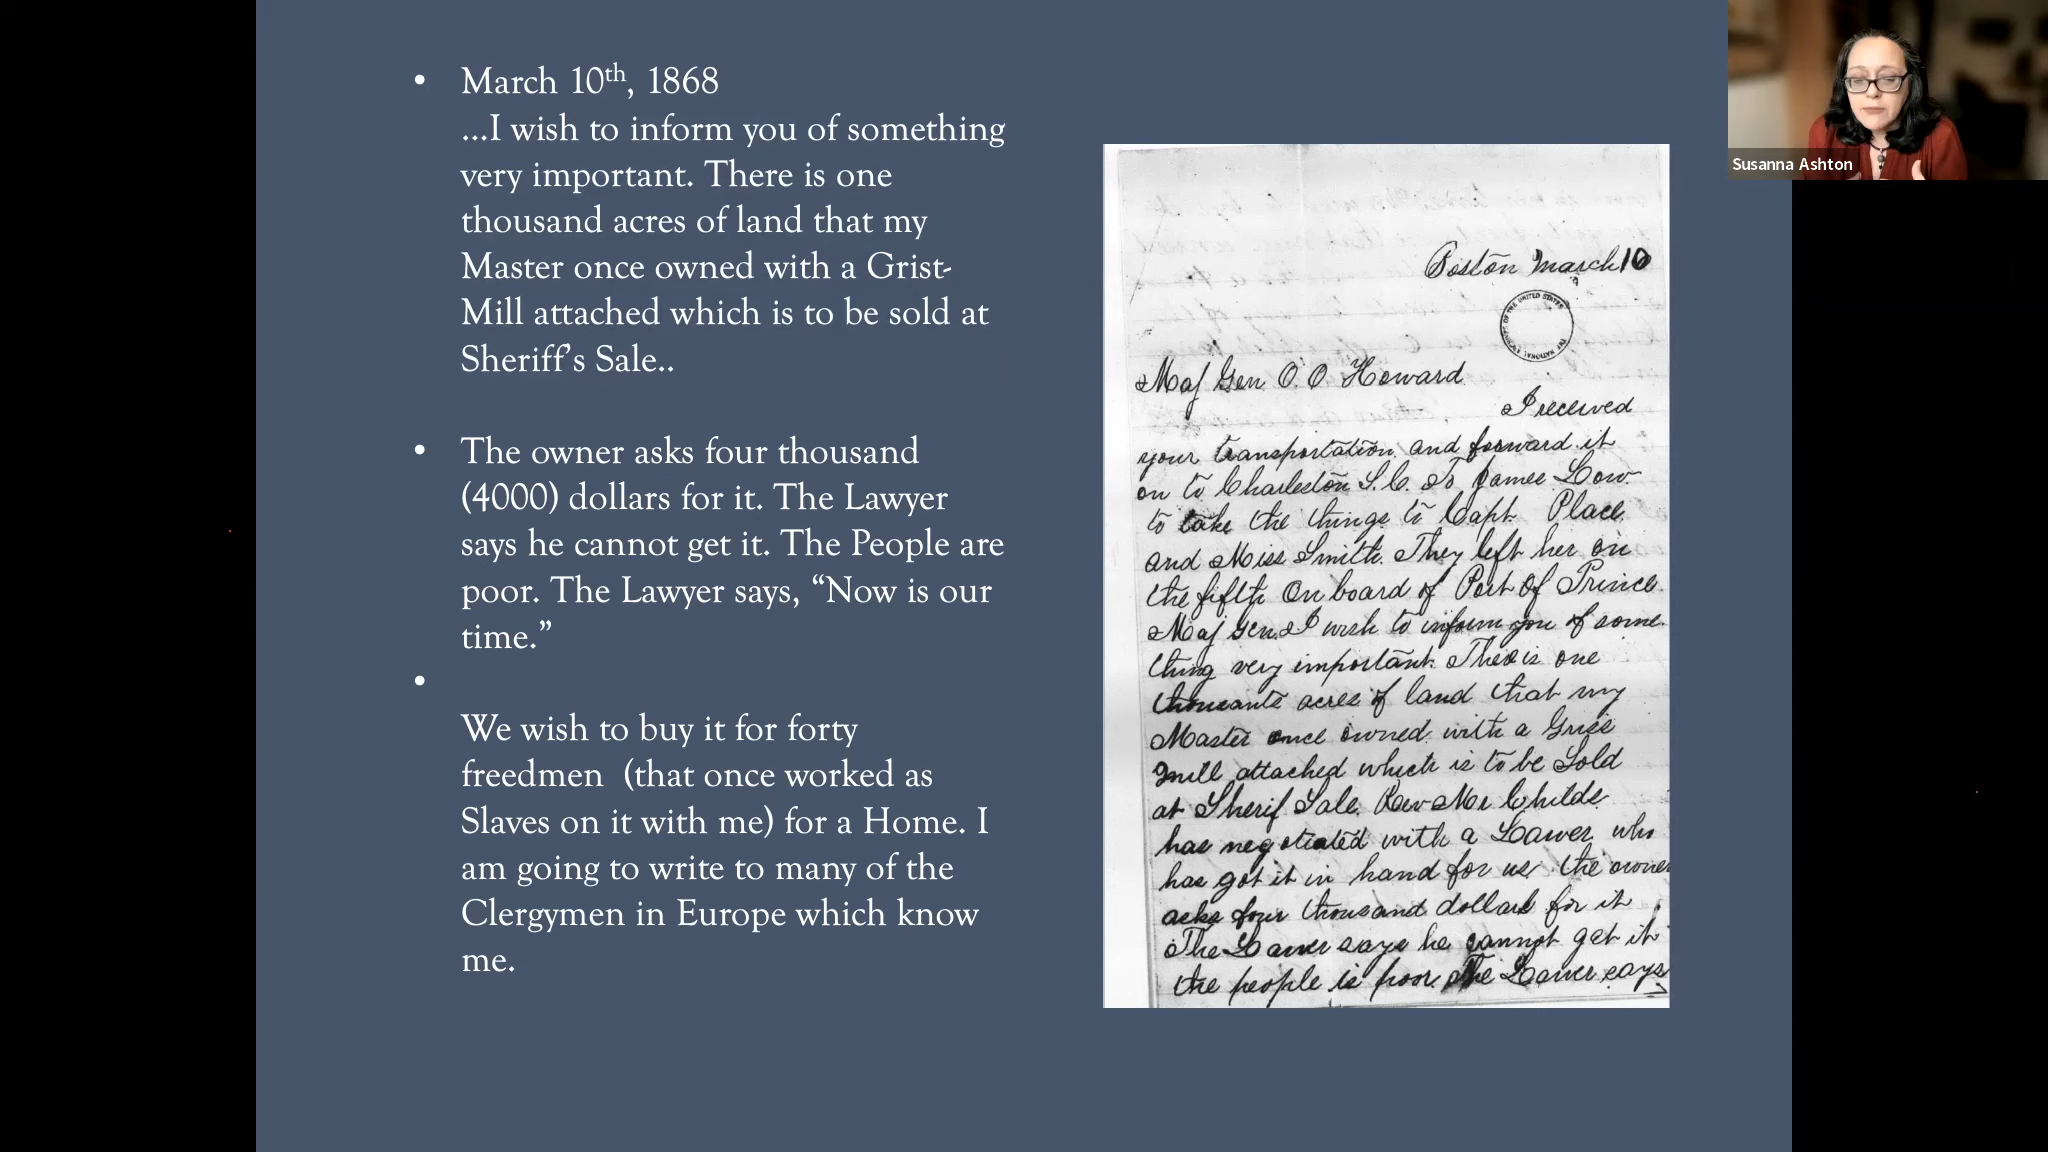 • March 10th, 1868
...I wish to inform you of something
very important. There is one
thousand acres of land that my
Master once owned with a Grist-
Mill attached which is to be sold at
Sheriff’s Sale..
• The owner asks four thousand
(4000) dollars for it. The Lawyer
says he cannot get it. The People are
poor. The Lawyer says, “Now is our
time.”
•
We wish to buy it for forty
freedmen (that once worked as
Slaves on it with me) for a Home. I
am going to write to many of the
Clergymen in Europe which know
me.
Boston March 10
Maj Gen O. O Howard
I received
your transportation and forward it
on to Charleston S.C. To James Low
to take the things to Capt. Place
and Miss Smith. They left her on
the fifth On board of Port of Prince
Maj Gen. I wish to inform you of some
thing very important. Theo is one
thousante acres of land that my
Master once owned with a Grise
mill attached which is to be Sold
at Sherif Sale. Rev Mr Childs
has negotiated with a Lawer who
has got it in hand for us the owner
asks four thousand dollars for it
The Lawer says he cannot get it
the people is poor The Lawer says
Susanna Ashton